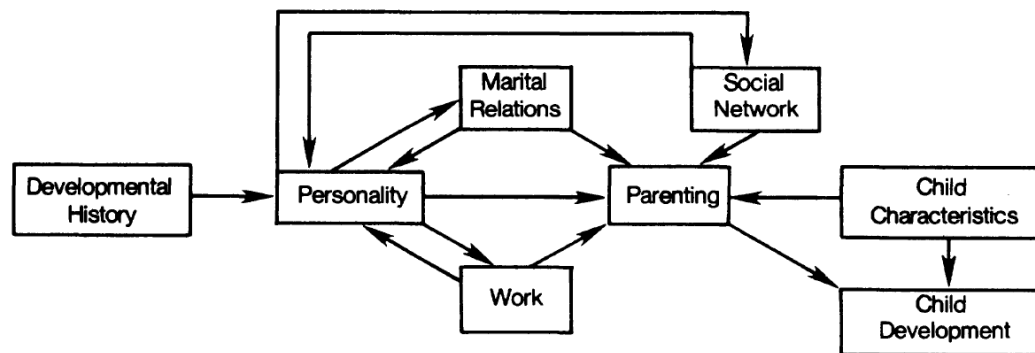 Marital
Relations
Social
Network
Developmental
History
Personality
Parenting
Child
Characteristics
Work
Child
Development